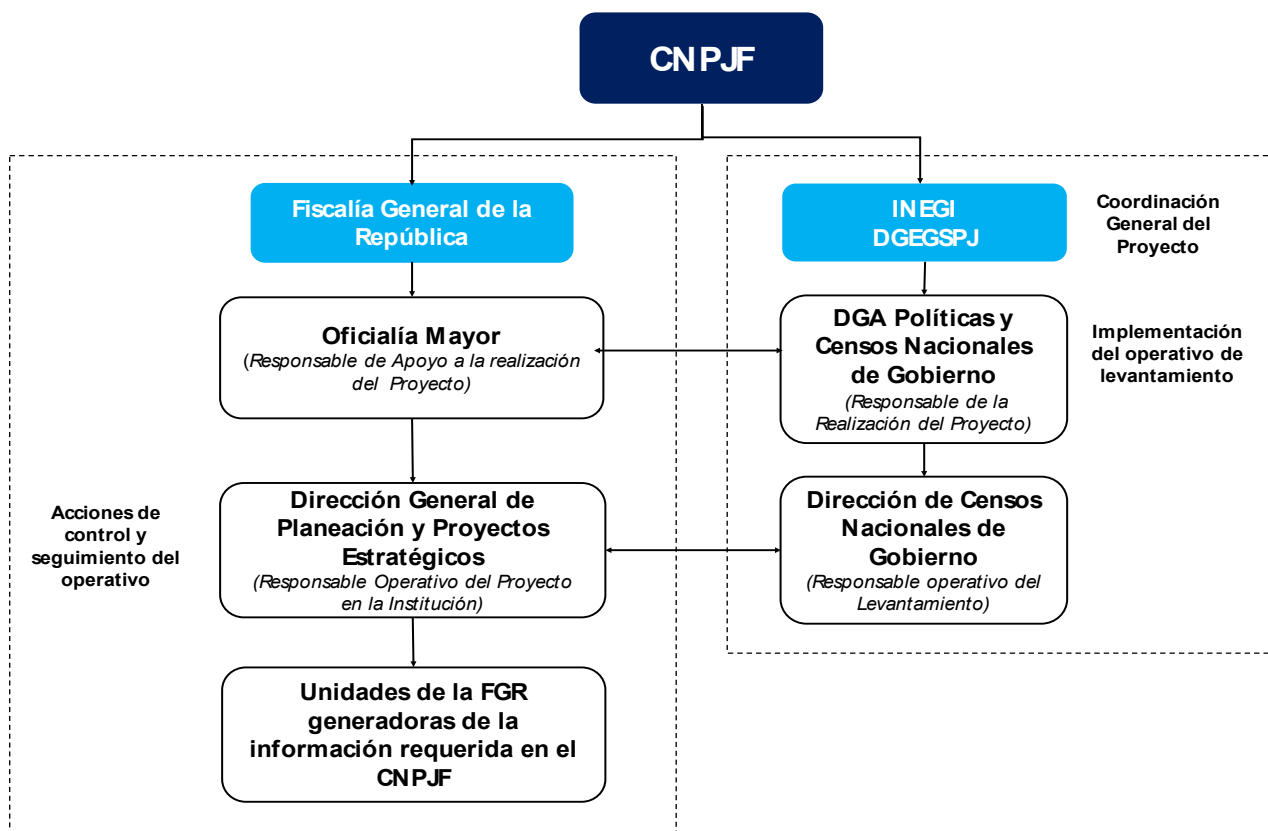 CNPJF
Fiscalía General de la
República
INEGI
DGEGSPJ
Coordinación
General del
Proyecto
Oficialía Mayor
(Responsable de Apoyo a la realización
del Proyecto)
DGA Políticas y
Censos Nacionales
de Gobierno
(Responsable de la
Realización del Proyecto)
Implementación
del operativo de
levantamiento
Acciones de
control y
seguimiento del
operativo
Dirección General de
Planeación y Proyectos
Estratégicos
(Responsable Operativo del Proyecto
en la Institución)
Dirección de Censos
Nacionales de
Gobierno
(Responsable operativo del
Levantamiento)
Unidades de la FGR
generadoras de la
información requerida en el
CNPJF